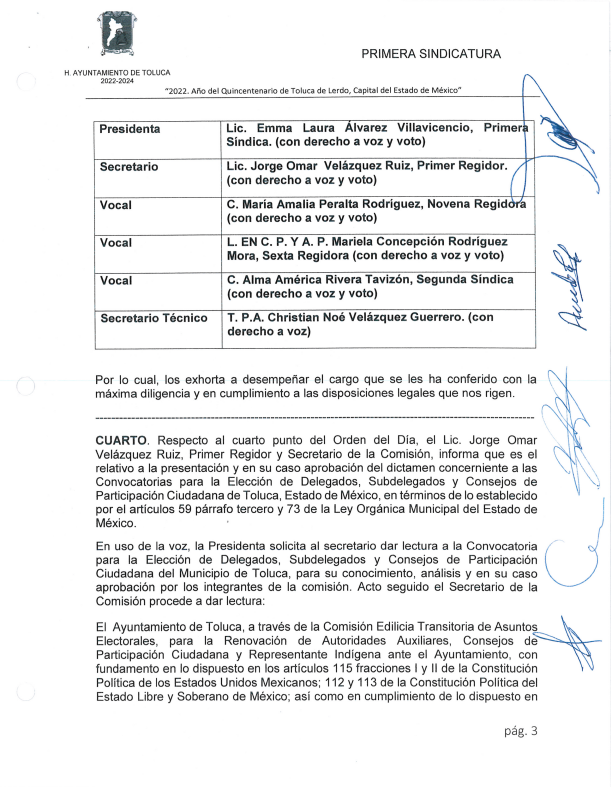 PRIMERA SINDICATURA
H. AYUNTAMIENTO DE TOLUCA
2022-2024
“2022. Año del Quincentenario de Toluca de Lerdo, Capital del Estado de México”
Presidenta Lic. Emma Laura Álvarez Villavicencio, Primera
Síndica. (con derecho a voz y voto)
Secretario Lic. Jorge Omar Velázquez Ruiz, Primer Regidor.
(con derecho a voz y voto)
Vocal C. María Amalia Peralta Rodríguez, Novena Regidora
(con derecho a voz y voto)
Vocal L. EN C. P. Y A. P. Mariela Concepción Rodríguez
Mora, Sexta Regidora (con derecho a voz y voto)
Vocal C. Alma América Rivera Tavizón, Segunda Síndica
(con derecho a voz y voto)
Secretario Técnico T. P.A. Christian Noé Velázquez Guerrero. (con
derecho a voz)
Por lo cual, los exhorta a desempeñar el cargo que se les ha conferido con la
máxima diligencia y en cumplimiento a las disposiciones legales que nos rigen.
CUARTO. Respecto al cuarto punto del Orden del Día, el Lic. Jorge Omar
Velázquez Ruiz, Primer Regidor y Secretario de la Comisión, informa que es el
relativo a la presentación y en su caso aprobación del dictamen concerniente a las
Convocatorias para la Elección de Delegados, Subdelegados y Consejos de
Participación Ciudadana de Toluca, Estado de México, en términos de lo establecido
por el artículos 59 párrafo tercero y 73 de la Ley Orgánica Municipal del Estado de
México.
En uso de la voz, la Presidenta solicita al secretario dar lectura a la Convocatoria
para la Elección de Delegados, Subdelegados y Consejos de Participación
Ciudadana del Municipio de Toluca, para su conocimiento, análisis y en su caso
aprobación por los integrantes de la comisión. Acto seguido el Secretario de la
Comisión procede a dar lectura:
El Ayuntamiento de Toluca, a través de la Comisión Edilicia Transitoria de Asuntos
Electorales, para la Renovación de Autoridades Auxiliares, Consejos de
Participación Ciudadana y Representante Indígena ante el Ayuntamiento, con
fundamento en lo dispuesto en los artículos 115 fracciones I y II de la Constitución
Política de los Estados Unidos Mexicanos; 112 y 113 de la Constitución Política del
Estado Libre y Soberano de México; así como en cumplimiento de lo dispuesto en
pág. 3